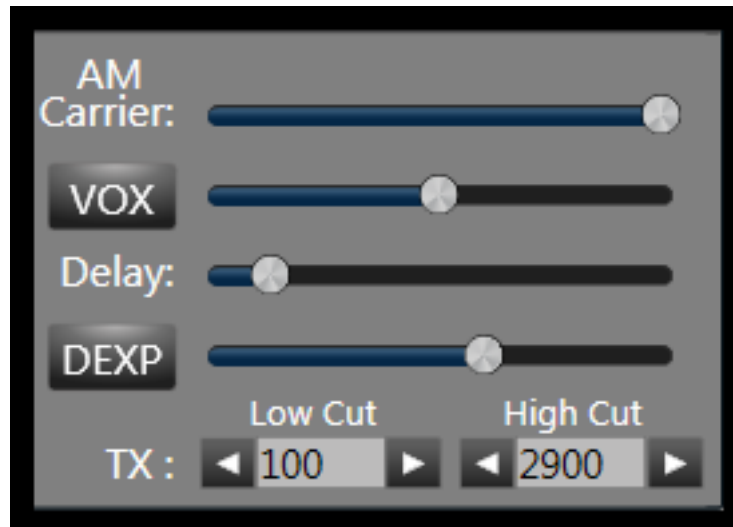 AM
Carrier:
VOX
Delay:
DEXP
Low Cut High Cut
TX : 100 2900